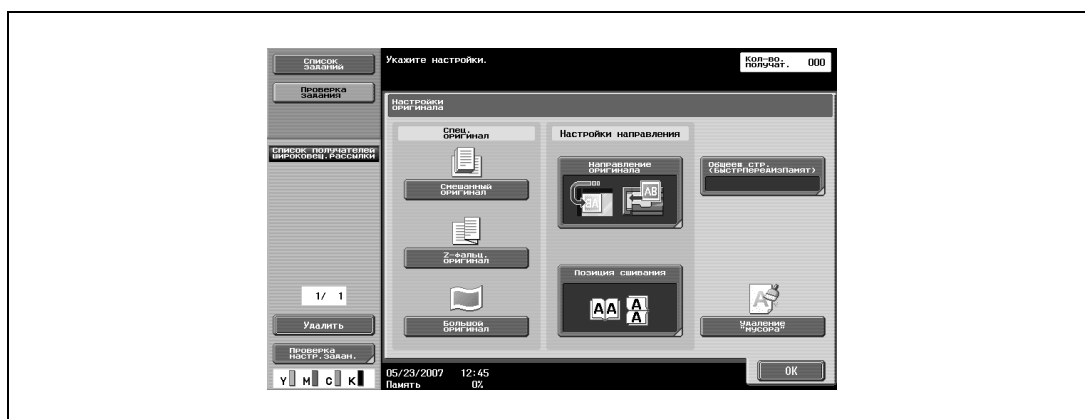 Список
заданий
Укажите настройки.
Кол-во.
получат. 000
Проверка
задания
Настройки
оригинала
Список получателей
широковещ.рассылки
Спец.
оригинал
Настройки направления
Смешанный
оригинал
Направление
оригинала
Общеев стр.
(БыстрПередИзПамят)
Z-фальц.
оригинал
Позиция сшивания
1/ 1
Большой
оригинал
Удаление
"мусора"
Удалить
Проверка
настр.задан.
Y M C K
05/23/2007 12:45
Память 0%
OK